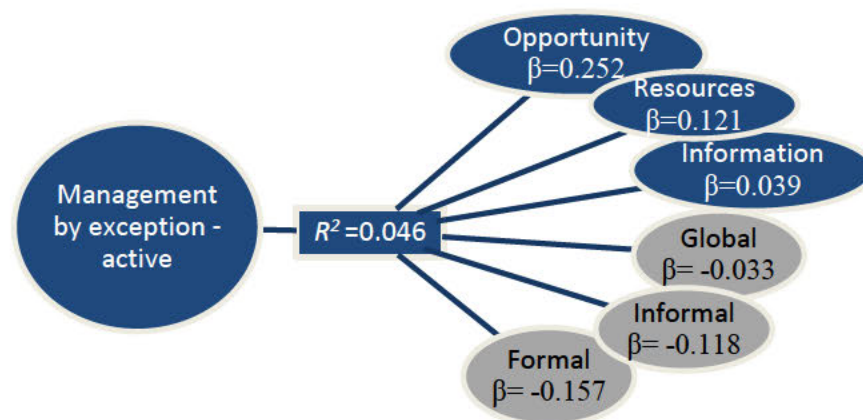 Opportunity
β=0.252
Resources
β=0.121
Information
β=0.039
Management
by exception -
active
R² =0.046
Global
β= -0.033
Informal
β= -0.118
Formal
β= -0.157